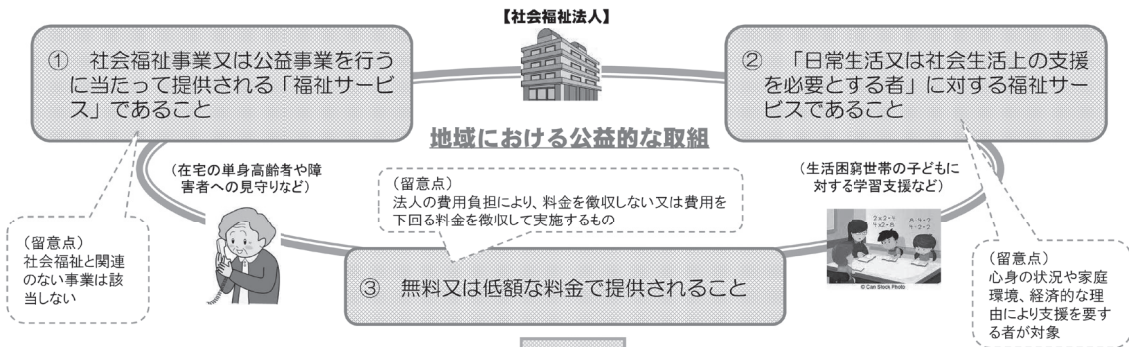 【社会福祉法人】
① 社会福祉事業又は公益事業を行う
に当たって提供される「福祉サービ
ス」であること
② 「日常生活又は社会生活上の支援
を必要とする者」に対する福祉サー
ビスであること
地域における公益的な取組
(在宅の単身高齢者や障
害者への見守りなど)
(留意点)
法人の費用負担により、料金を徴収しない又は費用を
下回る料金を徴収して実施するもの
(生活困窮世帯の子どもに
対する学習支援など)
(留意点)
社会福祉と関連
のない事業は該
当しない
③ 無料又は低額な料金で提供されること
© Can Stock Photo
(留意点)
心身の状況や家庭
環境、経済的な理
由により支援を要す
る者が対象